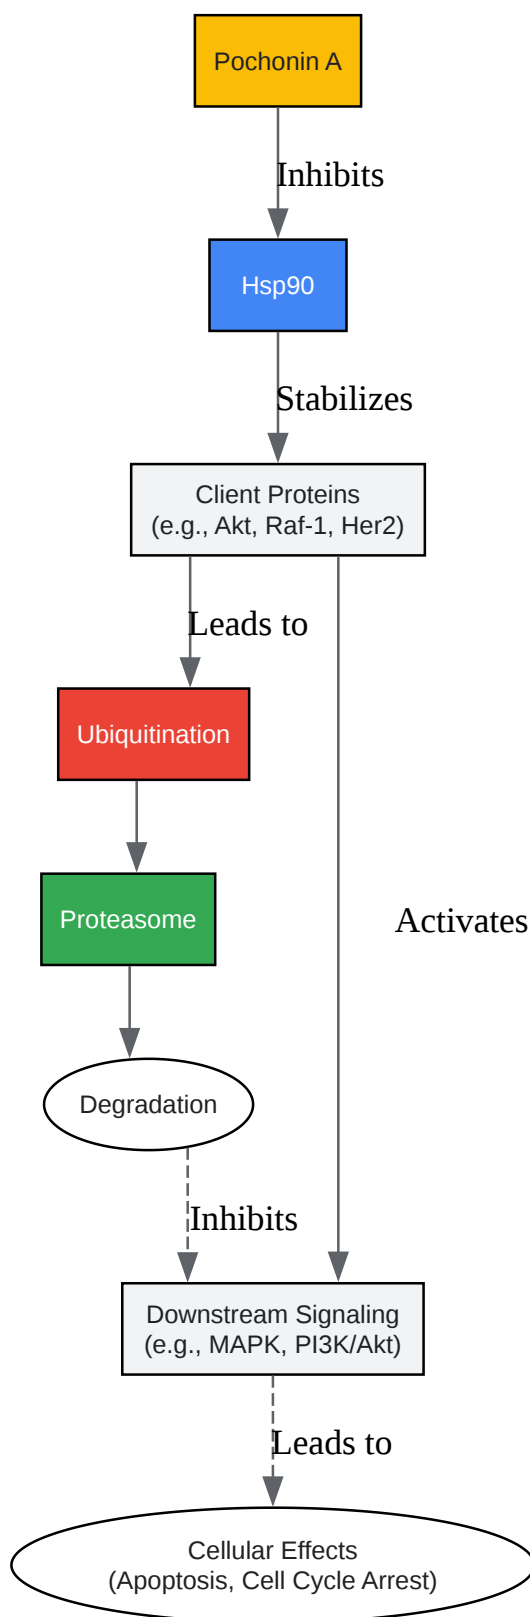 Pochonin A
Inhibits
Hsp90
Stabilizes
Client Proteins
(e.g., Akt, Raf-1, Her2)
Leads to
Ubiquitination
Proteasome
Activates
Degradation
Inhibits
Downstream Signaling
(e.g., MAPK, PI3K/Akt)
Leads to
Cellular Effects
(Apoptosis, Cell Cycle Arrest)